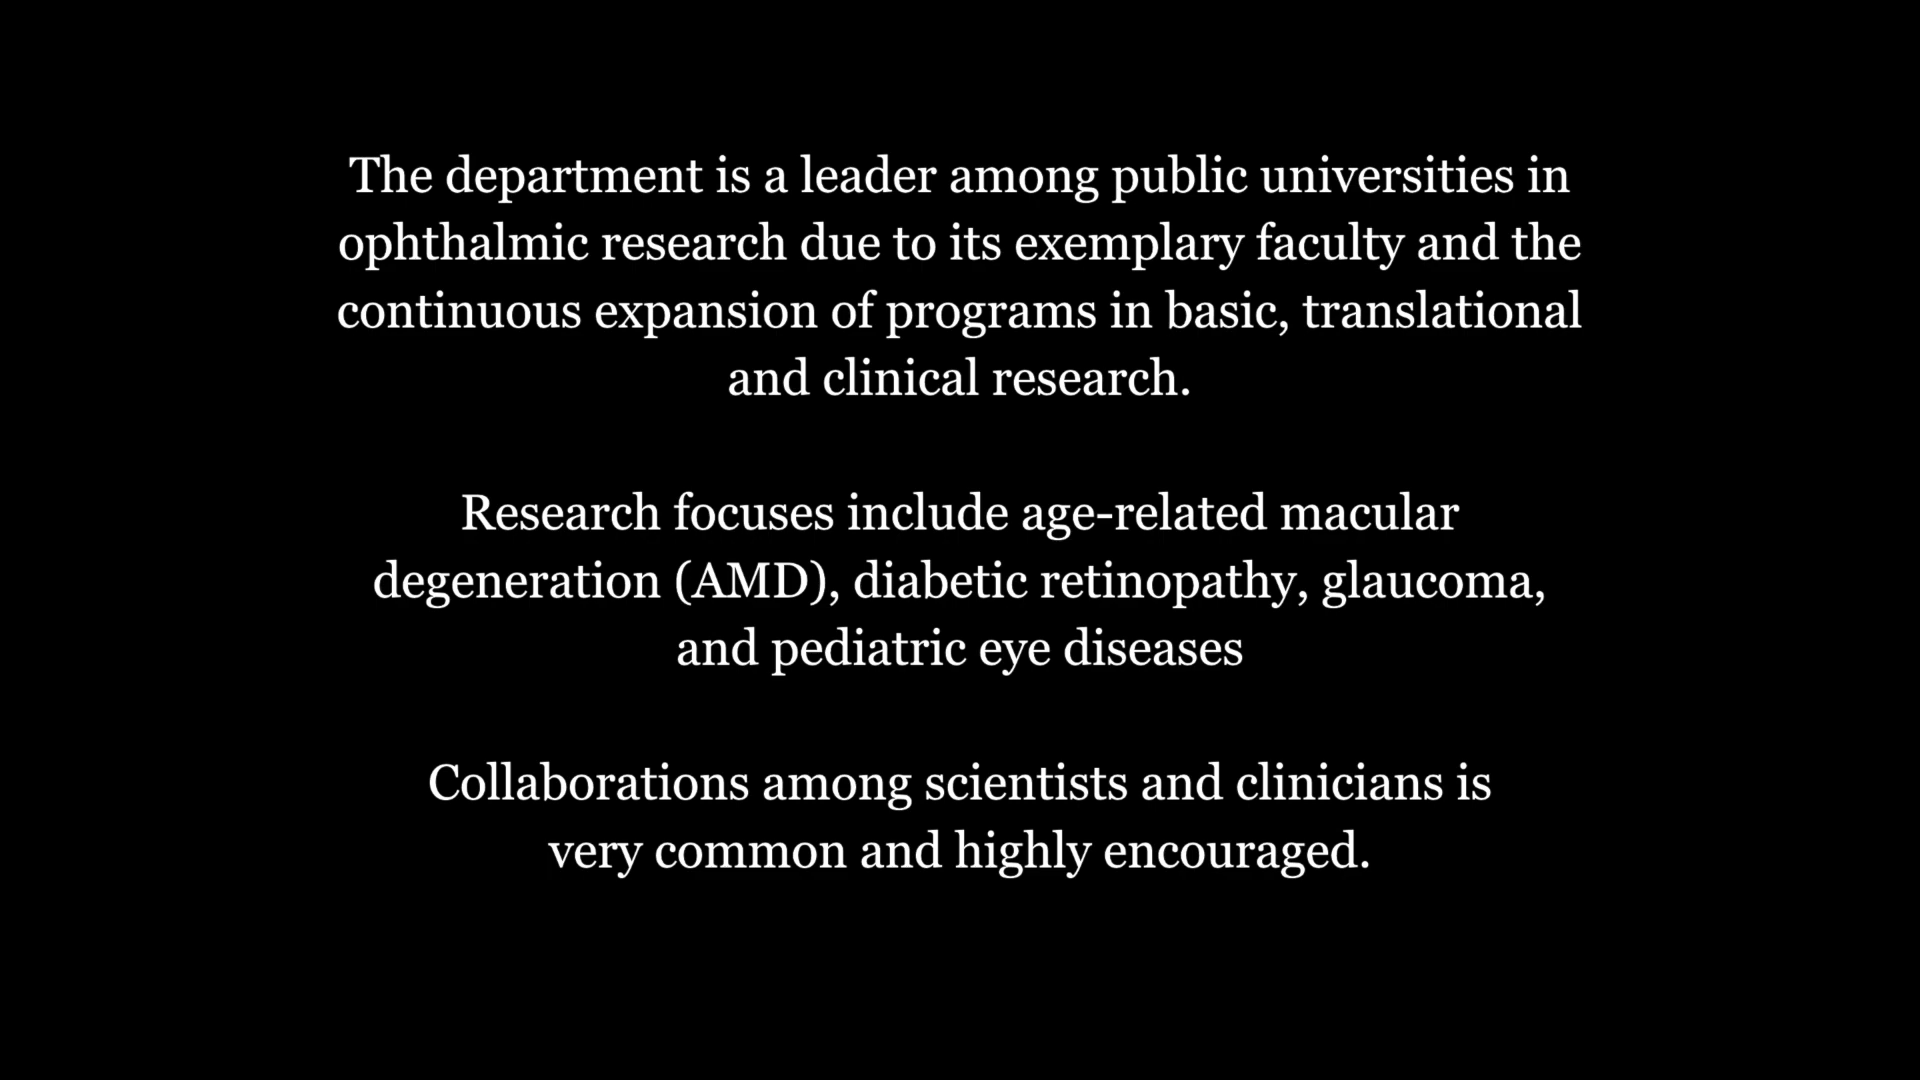 The department is a leader among public universities in
ophthalmic research due to its exemplary faculty and the
continuous expansion of programs in basic, translational
and clinical research.
Research focuses include age-related macular
degeneration (AMD), diabetic retinopathy, glaucoma,
and pediatric eye diseases
Collaborations among scientists and clinicians is
very common and highly encouraged.